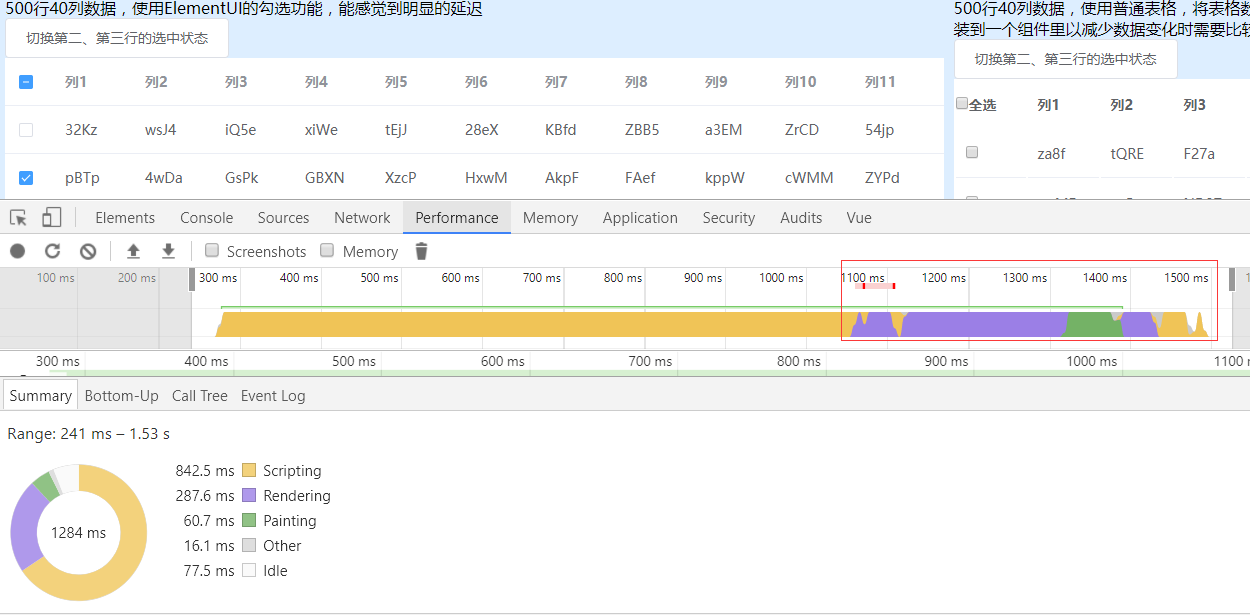 500行40列数据，使用ElementUI的勾选功能，能感觉到明显的延迟
切换第二、第三行的选中状态
列1 列2 列3 列4 列5 列6 列7 列8 列9 列10 列11
32Kz wsJ4 iQ5e xiWe tEjJ 28eX KBfd ZBB5 a3EM ZrCD 54jp
pBTp 4wDa GsPk GBXN XzcP HxwM AkpF FAef kppW cWMM ZYPd
500行40列数据，使用普通表格，将表格数
装到一个组件里以减少数据变化时需要比较
切换第二、第三行的选中状态
全选 列1 列2 列3
za8f tQRE F27a
Elements Console Sources Network Performance Memory Application Security Audits Vue
Screenshots Memory
100 ms 200 ms 300 ms 400 ms 500 ms 600 ms 700 ms 800 ms 900 ms 1000 ms 1100 ms 1200 ms 1300 ms 1400 ms 1500 ms
300 ms 400 ms 500 ms 600 ms 700 ms 800 ms 900 ms 1000 ms 1100
Summary Bottom-Up Call Tree Event Log
Range: 241 ms – 1.53 s
842.5 ms Scripting
287.6 ms Rendering
60.7 ms Painting
16.1 ms Other
77.5 ms Idle
1284 ms